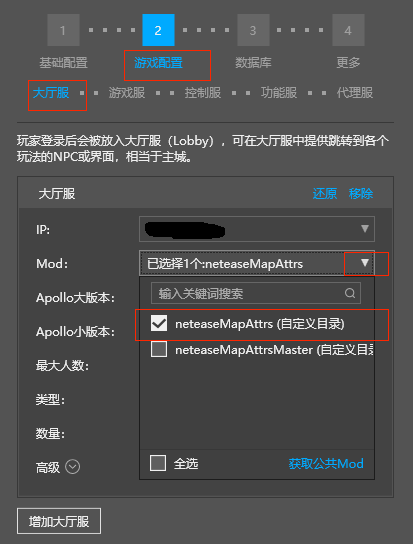 1 2 3 4
基础配置 游戏配置 数据库 更多
大厅服 游戏服 控制服 功能服 代理服
玩家登录后会被放入大厅服（Lobby），可在大厅服中提供跳转到各个
玩法的NPC或界面，相当于主城。
大厅服 还原 移除
IP:
Mod: 已选择1个:neteaseMapAttrs
Apollo大版本: 输入关键词搜索
Apollo小版本: neteaseMapAttrs (自定义目录)
neteaseMapAttrsMaster (自定义目录
最大人数:
类型:
数量:
高级 全选 获取公共Mod
增加大厅服